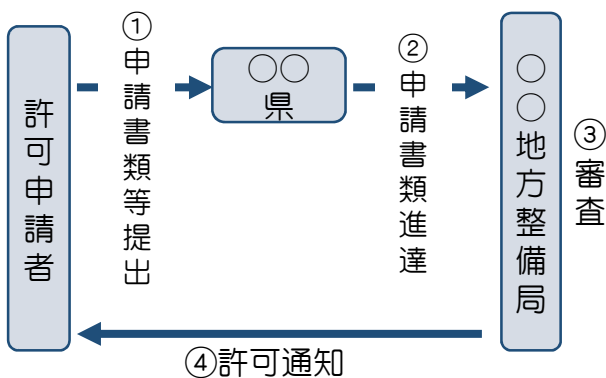 許可申請者
①申請書類等提出
○○
県
②申請書類進達
○○地方整備局
③審査
④許可通知